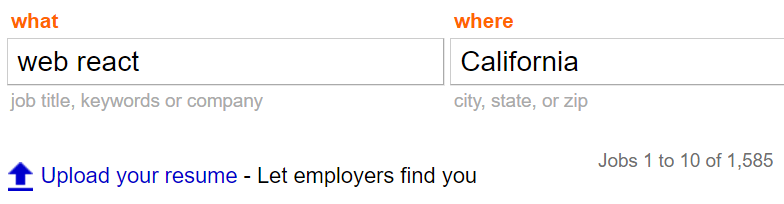 what where
web react California
job title, keywords or company city, state, or zip
Jobs 1 to 10 of 1,585
Upload your resume - Let employers find you